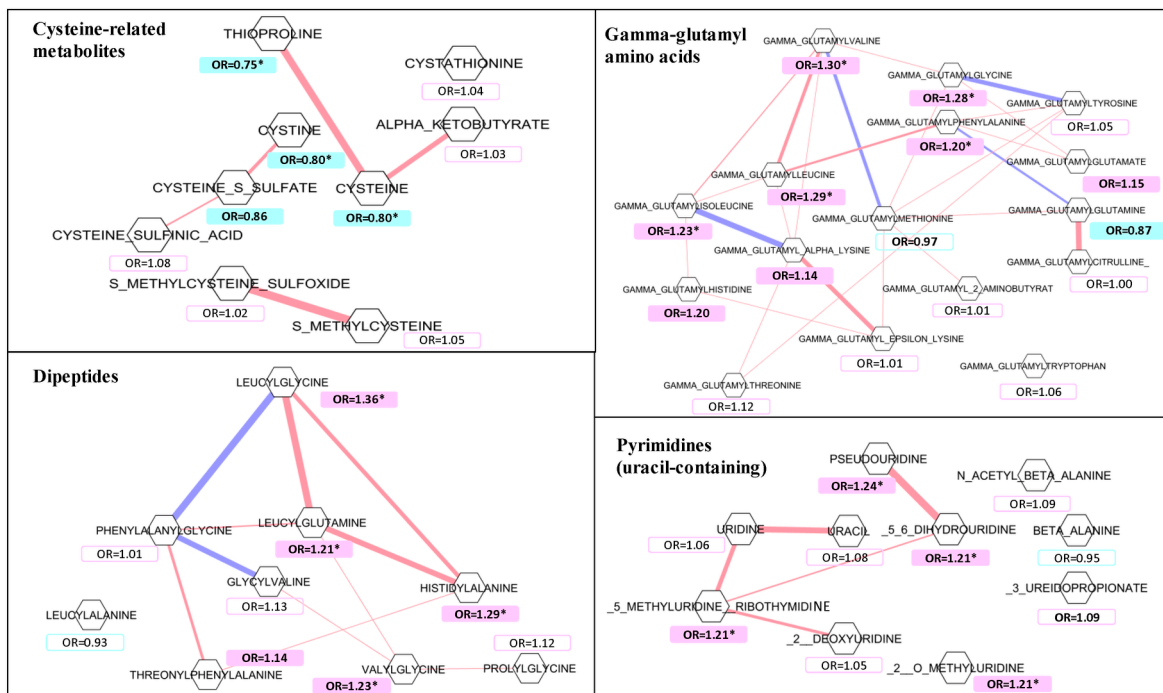 Cysteine-related
metabolites
THIOPROLINE
OR=0.75*
CYSTATHIONINE
OR=1.04
CYSTINE
OR=0.80*
ALPHA_KETOBUTYRATE
OR=1.03
CYSTEINE_S_SULFATE
OR=0.86
CYSTEINE
OR=0.80*
CYSTEINE_SULFINIC_ACID
OR=1.08
S_METHYLCYSTEINE_SULFOXIDE
OR=1.02
S_METHYLCYSTEINE
OR=1.05
Gamma-glutamyl
amino acids
GAMMA_GLUTAMYLVALINE
OR=1.30*
GAMMA_GLUTAMYLGLYCINE
OR=1.28*
GAMMA_GLUTAMYLTYROSINE
OR=1.05
GAMMA_GLUTAMYLPHENYLALANINE
OR=1.20*
GAMMA_GLUTAMYLGLUTAMATE
OR=1.15
GAMMA_GLUTAMYLLEUCINE
OR=1.29*
GAMMA_GLUTAMYLISOLEUCINE
OR=1.23*
GAMMA_GLUTAMYLMETHIONINE
OR=0.97
GAMMA_GLUTAMYLGLUTAMINE
OR=0.87
GAMMA_GLUTAMYL_ALPHA_LYSINE
OR=1.14
GAMMA_GLUTAMYLCITRULLINE_
OR=1.00
GAMMA_GLUTAMYLHISTIDINE
OR=1.20
GAMMA_GLUTAMYL_2_AMINOBUTYRAT
OR=1.01
GAMMA_GLUTAMYL_EPSILON_LYSINE
OR=1.01
GAMMA_GLUTAMYLTRYPTOPHAN
OR=1.06
GAMMA_GLUTAMYLTHREONINE
OR=1.12
Dipeptides
LEUCYLGLYCINE
OR=1.36*
PHENYLALANYLGLYCINE
OR=1.01
LEUCYLGLUTAMINE
OR=1.21*
GLYCYLVALINE
OR=1.13
HISTIDYLALANINE
OR=1.29*
LEUCYLALANINE
OR=0.93
THREONYLPHENYLALANINE
OR=1.14
VALYLGLYCINE
OR=1.23*
PROLYLGLYCINE
OR=1.12
Pyrimidines
(uracil-containing)
PSEUDOURIDINE
OR=1.24*
N_ACETYL_BETA_ALANINE
OR=1.09
URIDINE
OR=1.06
URACIL
OR=1.08
_5_6_DIHYDROURIDINE
OR=1.21*
BETA_ALANINE
OR=0.95
_3_UREIDOPROPIONATE
OR=1.09
_5_METHYLURIDINE__RIBOTHYMIDINE
OR=1.21*
_2__DEOXYURIDINE
OR=1.05
_2__O_METHYLURIDINE
OR=1.21*